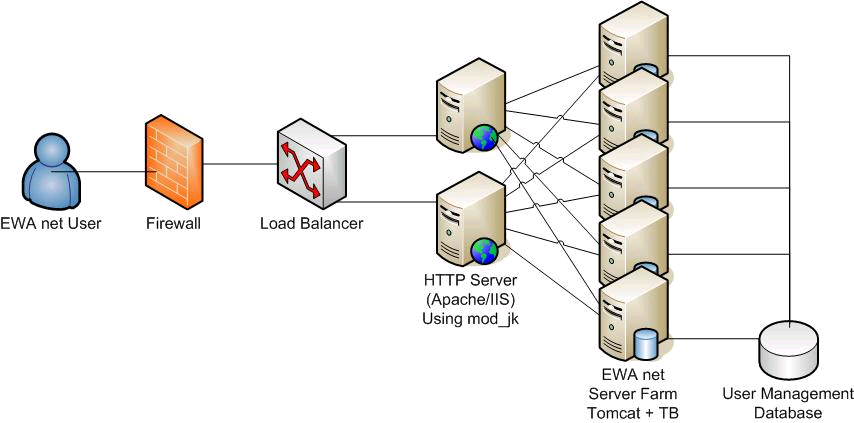 EWA net User
Firewall
Load Balancer
HTTP Server
(Apache/IIS)
Using mod_jk
EWA net
Server Farm
Tomcat + TB
User Management
Database